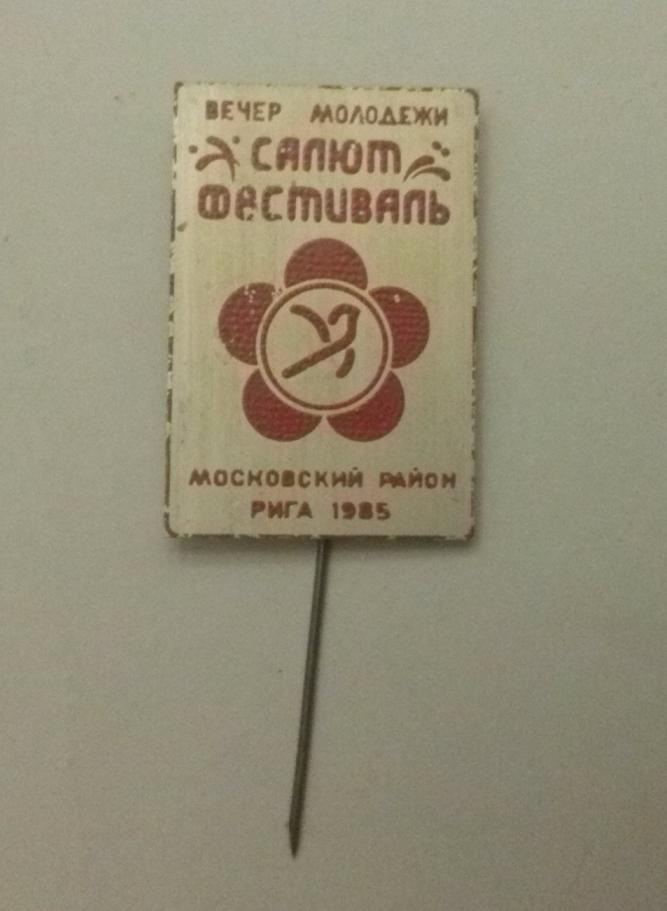 ВЕЧЕР МОЛОДЕЖИ
САЛЮТ
ФЕСТИВАЛЬ
МОСКОВСКИЙ РАЙОН
РИГА 1985